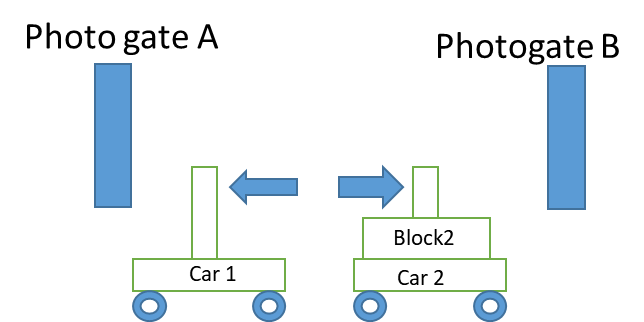 Photo gate A
Photogate B
Block2
Car 1
Car 2